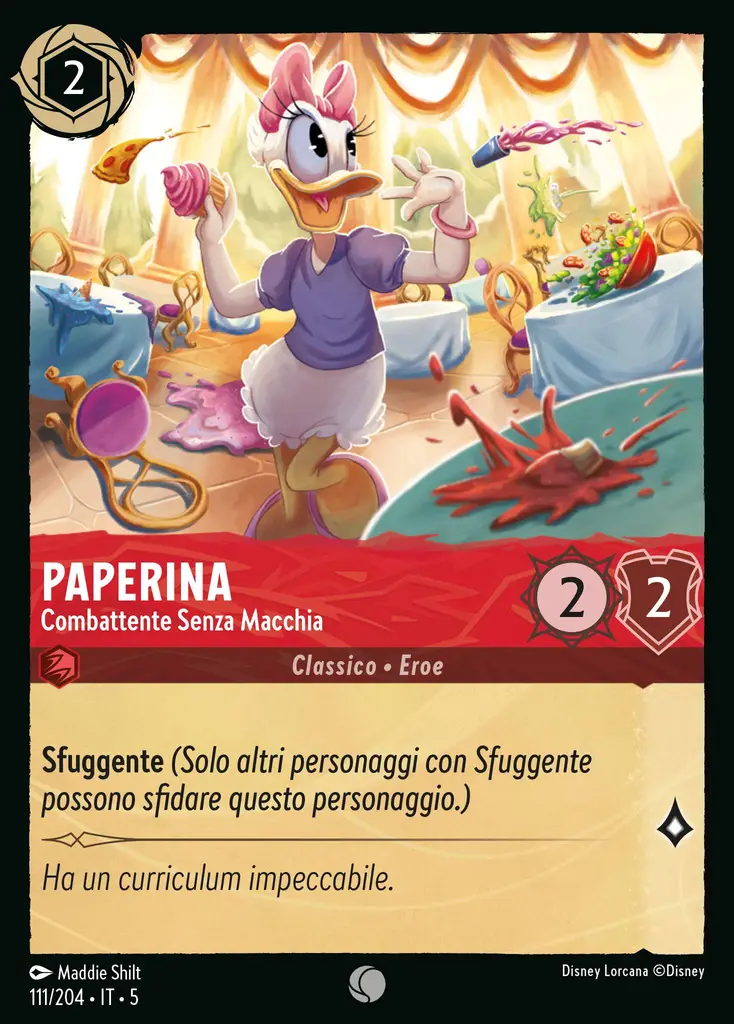 2
PAPERINA
Combattente Senza Macchia
2
2
Classico • Eroe
Sfuggente (Solo altri personaggi con Sfuggente
possono sfidare questo personaggio.)
Ha un curriculum impeccabile.
Maddie Shilt
Disney Lorcana ©Disney
111/204 • IT • 5